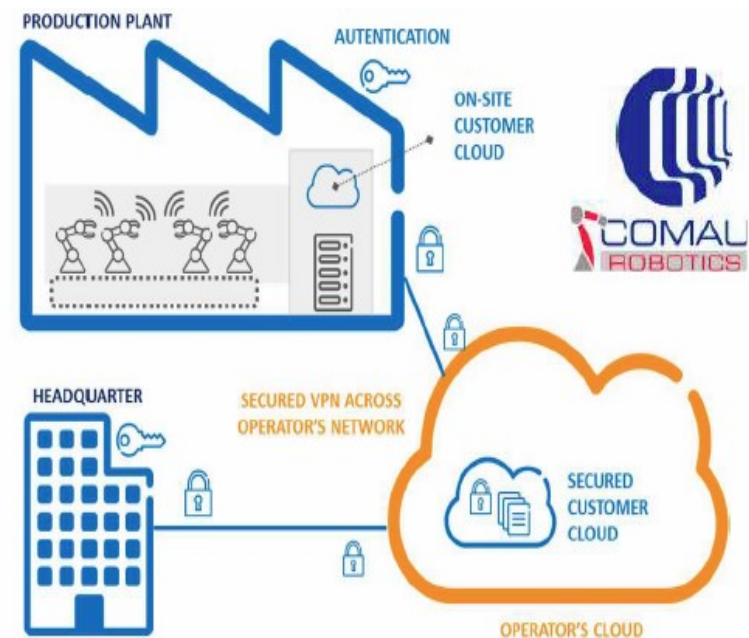 PRODUCTION PLANT
AUTENTICATION
ON-SITE
CUSTOMER
CLOUD
COMAU
ROBOTICS
HEADQUARTER
SECURED VPN ACROSS
OPERATOR'S NETWORK
SECURED
CUSTOMER
CLOUD
OPERATOR'S CLOUD